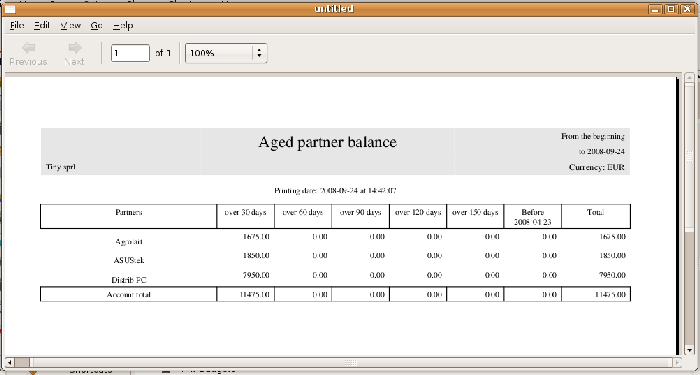 untitled
File Edit View Go Help
Previous Next 1 of 1 100%
Aged partner balance
From the beginning
to 2008-09-24
Tiny sprl
Currency: EUR
Printing date: 2008-09-24 at 14:42:07
Partners over 30 days over 60 days over 90 days over 120 days over 150 days Before 2008-04-23 Total
Agrolait 1675.00 0.00 0.00 0.00 0.00 0.00 1675.00
ASUStek 1850.00 0.00 0.00 0.00 0.00 0.00 1850.00
Distrib PC 7950.00 0.00 0.00 0.00 0.00 0.00 7950.00
Account total 11475.00 0.00 0.00 0.00 0.00 0.00 11475.00